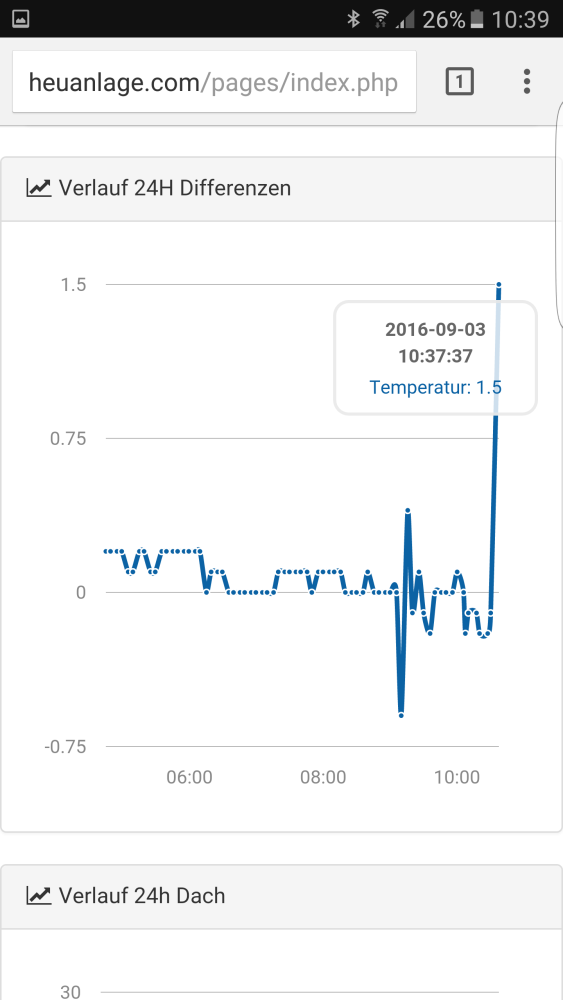 26% 10:39
heuanlage.com/pages/index.php
1
Verlauf 24H Differenzen
1.5
2016-09-03
10:37:37
Temperatur: 1.5
0.75
0
-0.75
06:00 08:00 10:00
Verlauf 24h Dach
30